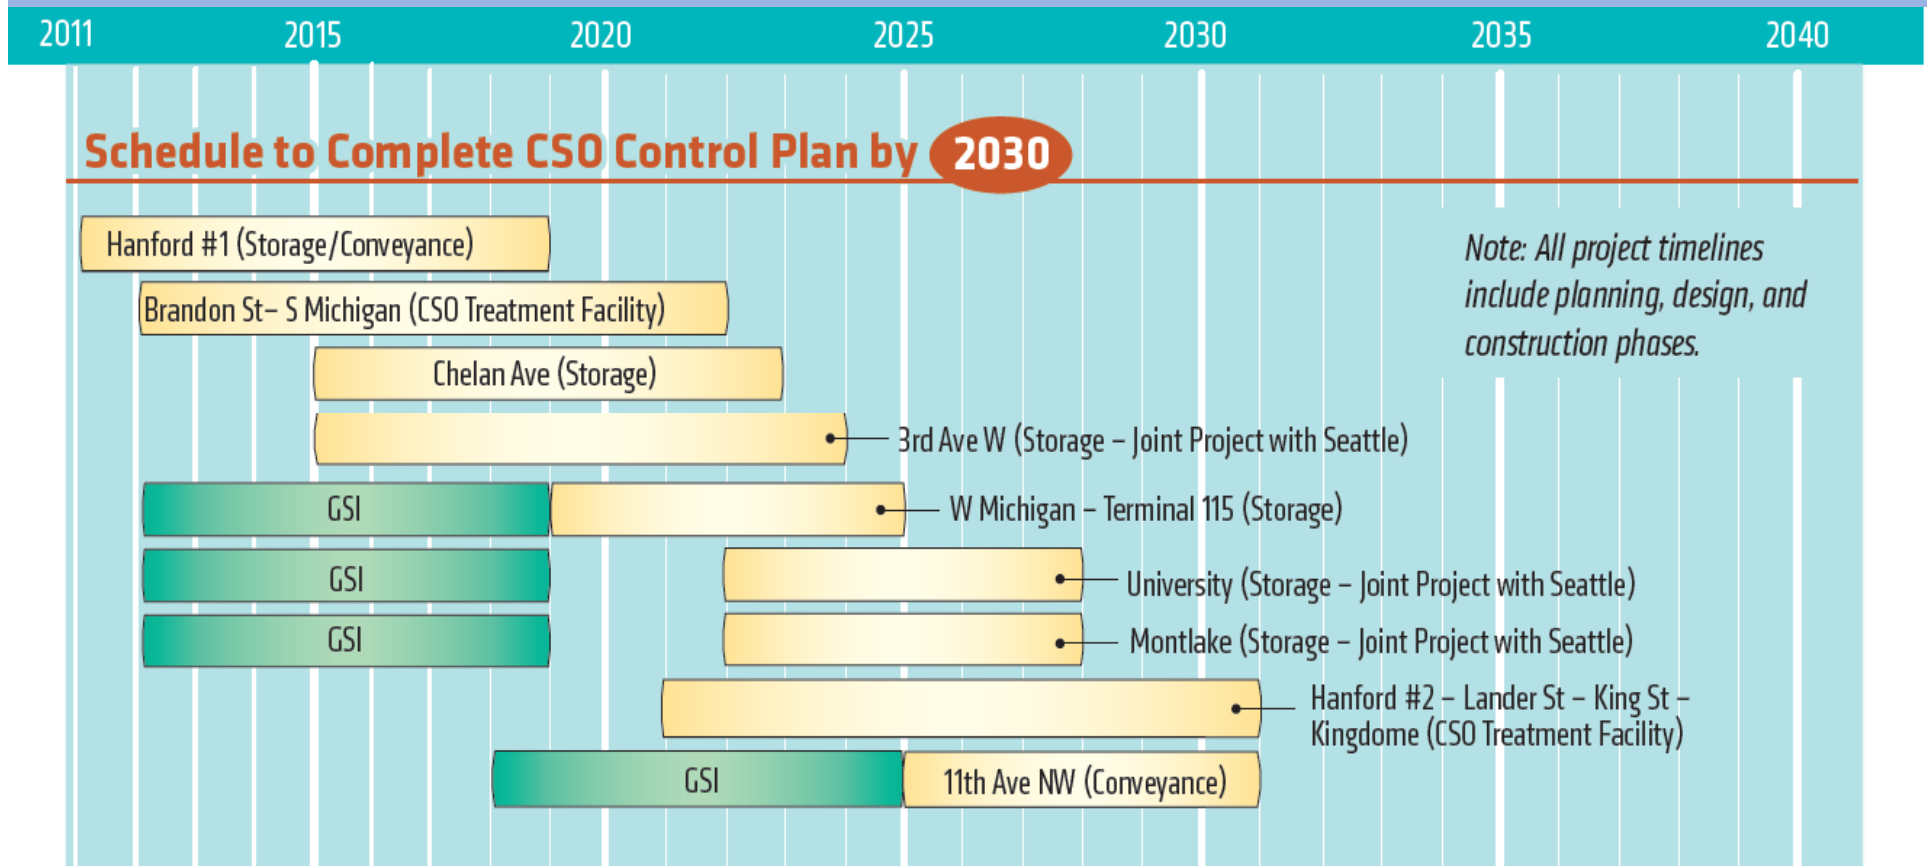 2011 2015 2020 2025 2030 2035 2040
Schedule to Complete CSO Control Plan by 2030
Hanford #1 (Storage/Conveyance)
Note: All project timelines
include planning, design, and
construction phases.
Brandon St– S Michigan (CSO Treatment Facility)
Chelan Ave (Storage)
3rd Ave W (Storage – Joint Project with Seattle)
GSI W Michigan – Terminal 115 (Storage)
GSI University (Storage – Joint Project with Seattle)
GSI Montlake (Storage – Joint Project with Seattle)
Hanford #2 – Lander St – King St –
Kingdome (CSO Treatment Facility)
GSI 11th Ave NW (Conveyance)